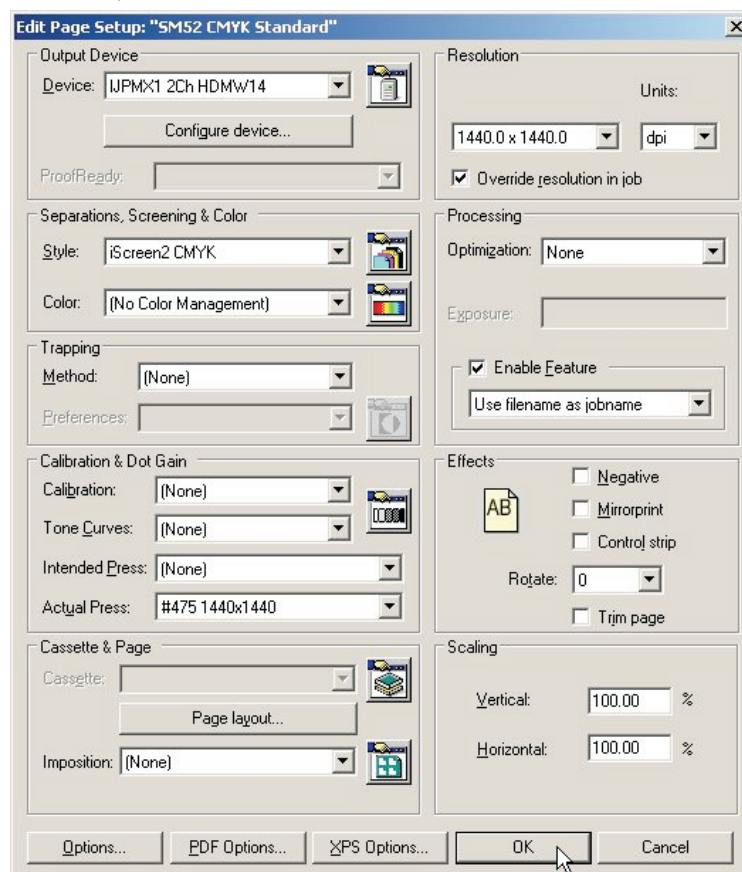 Edit Page Setup: "SM52 CMYK Standard"
Output Device
Device: IJPMX1 2Ch HDMW14
Configure device...
ProofReady:
Separations, Screening & Color
Style: iScreen2 CMYK
Color: (No Color Management)
Trapping
Method: (None)
Preferences:
Calibration & Dot Gain
Calibration: (None)
Tone Curves: (None)
Intended Press: (None)
Actual Press: #475 1440x1440
Cassette & Page
Cassette:
Page layout...
Imposition: (None)
Resolution
Units:
1440.0 x 1440.0 dpi
Override resolution in job
Processing
Optimization: None
Exposure:
Enable Feature
Use filename as jobname
Effects
AB
Negative
Mirrorprint
Control strip
Rotate: 0
Trim page
Scaling
Vertical: 100.00 %
Horizontal: 100.00 %
Options... PDF Options... XPS Options... OK Cancel